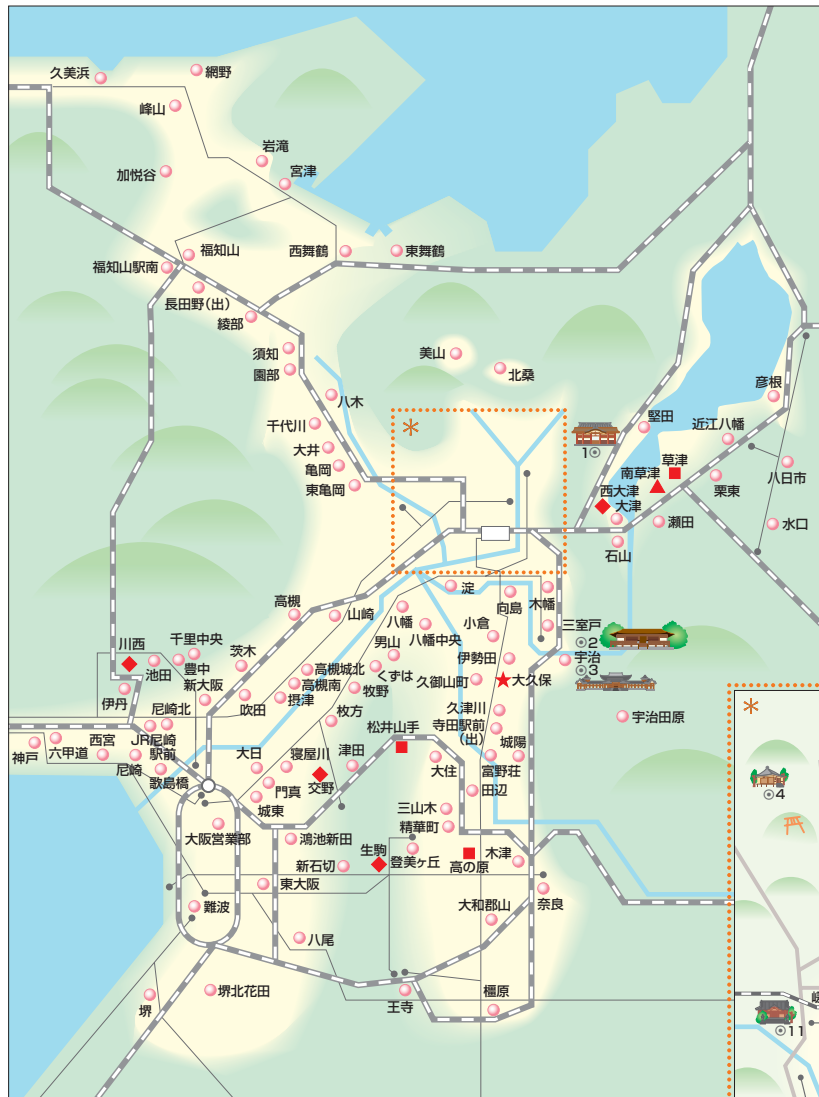 久美浜
網野
峰山
岩滝
加悦谷
宮津
福知山
福知山駅南
西舞鶴
東舞鶴
長田野(出)
綾部
須知
園部
美山
北桑
八木
千代川
大井
亀岡
東亀岡
＊
1◎
堅田
彦根
近江八幡
草津
南草津
西大津
大津
栗東
八日市
瀬田
石山
水口
高槻
山崎
淀
八幡
八幡中央
向島
木幡
小倉
三室戸
◎2
宇治
◎3
男山
くずは
伊勢田
久御山町
大久保
川西
千里中央
池田
豊中
茨木
高槻城北
高槻南
摂津
牧野
枚方
久津川
寺田駅前
(出)
城陽
宇治田原
伊丹
新大阪
吹田
尼崎北
JR尼崎
駅前
神戸
六甲道
西宮
尼崎
歌島橋
大日
寝屋川
門真
城東
交野
津田
松井山手
大住
富野荘
田辺
三山木
精華町
大阪営業部
鴻池新田
新石切
生駒
登美ヶ丘
高の原
木津
東大阪
奈良
難波
大和郡山
八尾
堺
堺北花田
王寺
橿原
＊
◎4
嵯
◎11